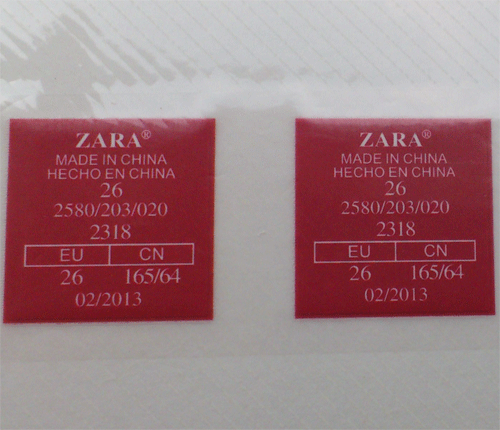 ZARA®
MADE IN CHINA
HECHO EN CHINA
26
2580/203/020
2318
EU CN
26 165/64
02/2013
ZARA®
MADE IN CHINA
HECHO EN CHINA
26
2580/203/020
2318
EU CN
26 165/64
02/2013